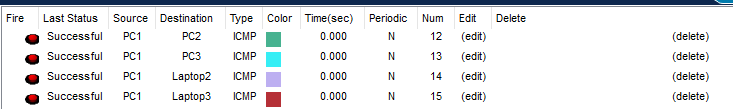 Fire Last Status Source Destination Type Color Time(sec) Periodic Num Edit Delete
Successful PC1 PC2 ICMP 0.000 N 12 (edit) (delete)
Successful PC1 PC3 ICMP 0.000 N 13 (edit) (delete)
Successful PC1 Laptop2 ICMP 0.000 N 14 (edit) (delete)
Successful PC1 Laptop3 ICMP 0.000 N 15 (edit) (delete)